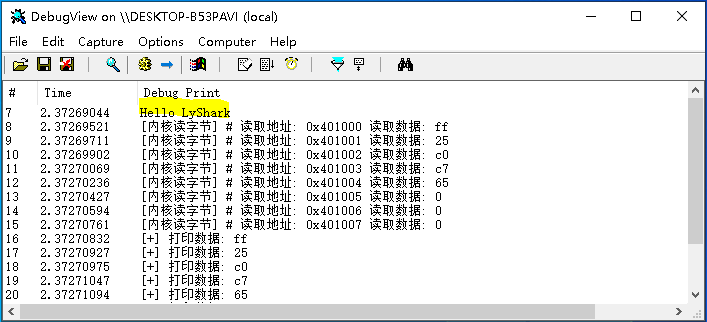 DebugView on \\DESKTOP-B53PAVI (local)
File Edit Capture Options Computer Help
# Time Debug Print
7 2.37269044 Hello LyShark
8 2.37269521 [内核读字节] # 读取地址: 0x401000 读取数据: ff
9 2.37269711 [内核读字节] # 读取地址: 0x401001 读取数据: 25
10 2.37269902 [内核读字节] # 读取地址: 0x401002 读取数据: c0
11 2.37270069 [内核读字节] # 读取地址: 0x401003 读取数据: c7
12 2.37270236 [内核读字节] # 读取地址: 0x401004 读取数据: 65
13 2.37270427 [内核读字节] # 读取地址: 0x401005 读取数据: 0
14 2.37270594 [内核读字节] # 读取地址: 0x401006 读取数据: 0
15 2.37270761 [内核读字节] # 读取地址: 0x401007 读取数据: 0
16 2.37270832 [+] 打印数据: ff
17 2.37270927 [+] 打印数据: 25
18 2.37270975 [+] 打印数据: c0
19 2.37271047 [+] 打印数据: c7
20 2.37271094 [+] 打印数据: 65